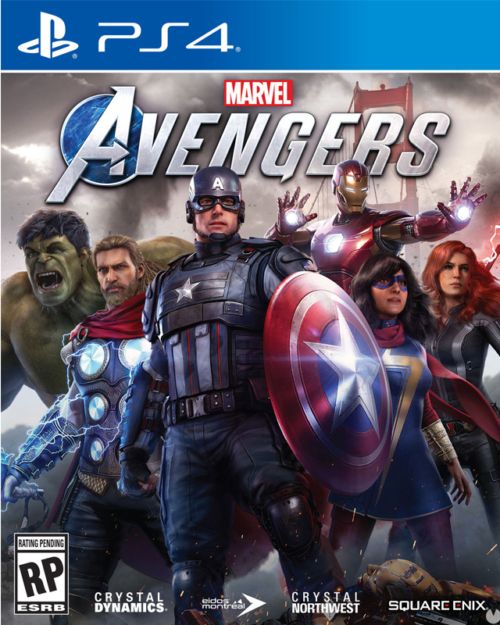 PS4
MARVEL
AVENGERS
A
RATING PENDING
RP
ESRB
CRYSTAL
DYNAMICS
eidos
montréal
CRYSTAL
NORTHWEST
SQUARE ENIX